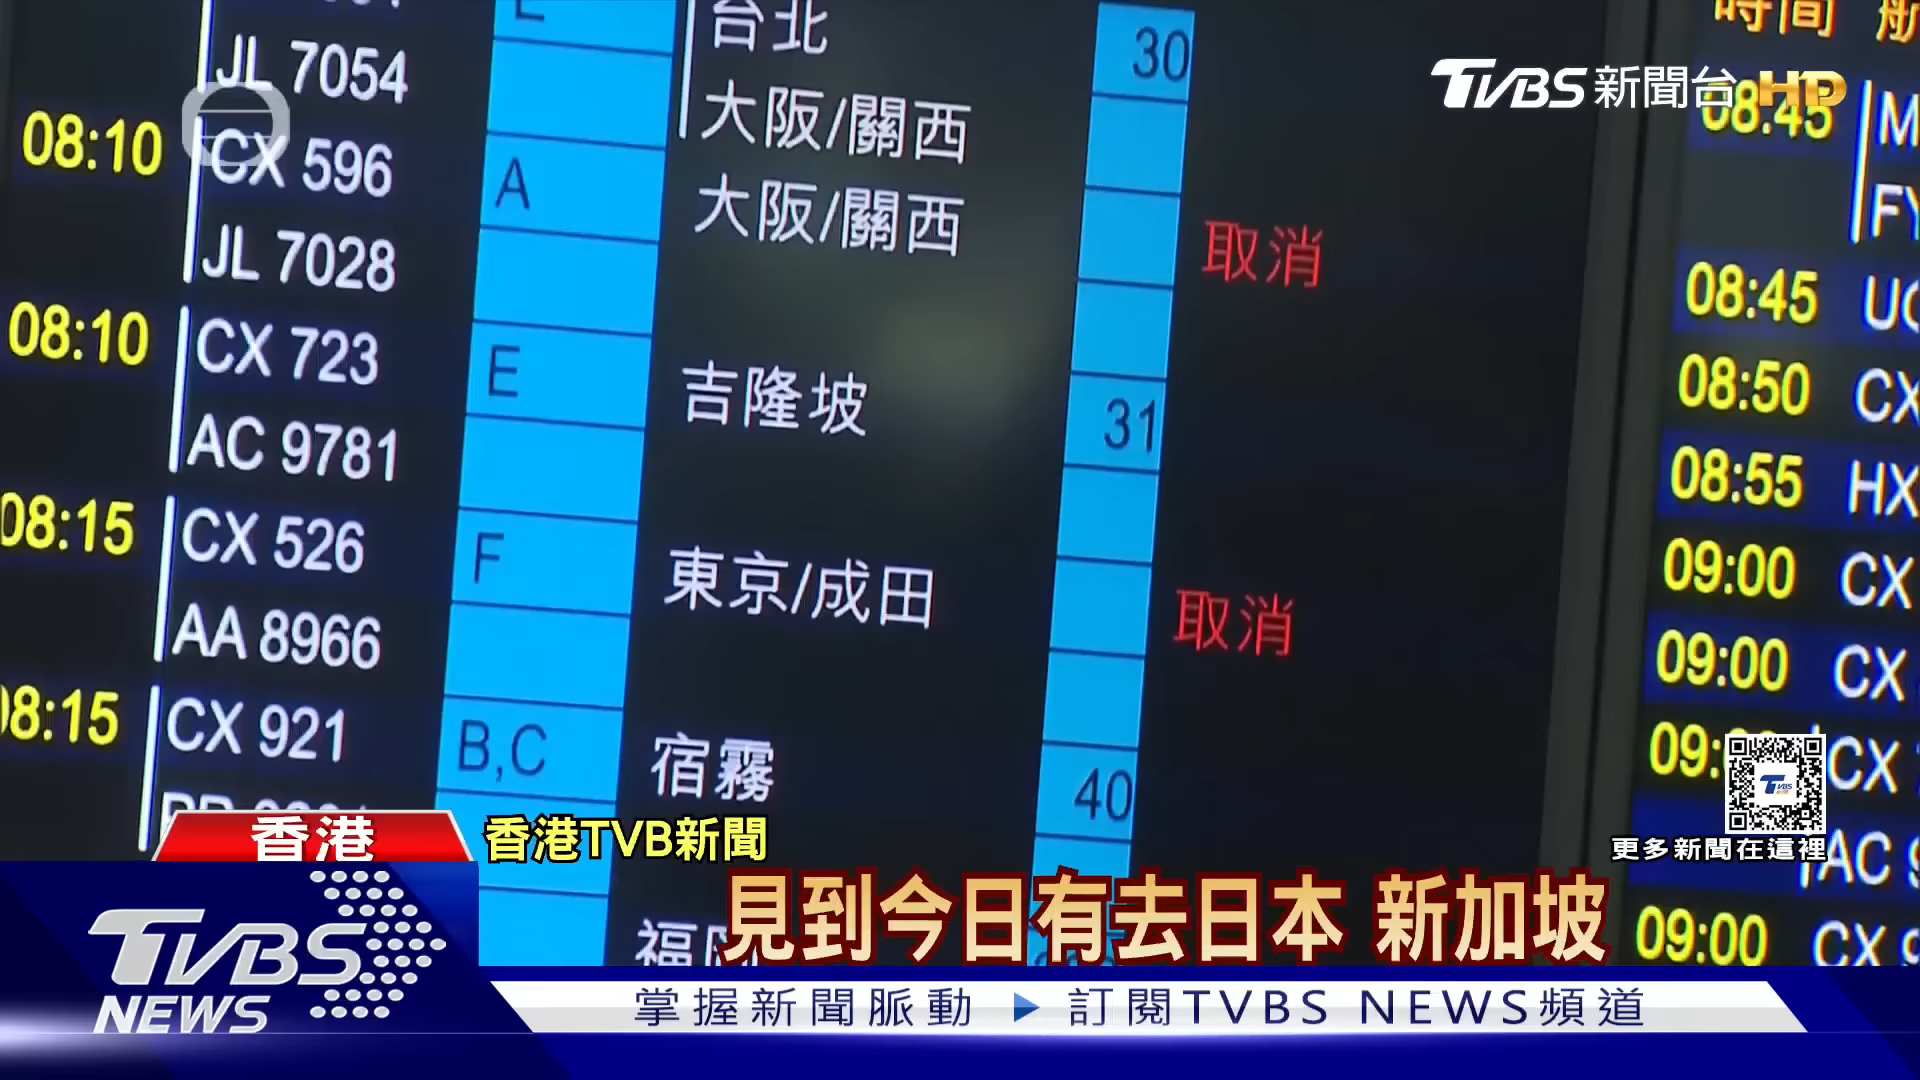 台北 30
JL 7054 大阪/關西
08:10 CX 596 A 大阪/關西 取消
JL 7028
08:10 CX 723 E 吉隆坡 31
AC 9781
08:15 CX 526 F 東京/成田 取消
AA 8966
08:15 CX 921 B,C 宿霧 40
時間
08:45
08:45
08:50 CX
08:55 HX
09:00 CX
09:00 CX
CX
AC
09:00 CX
TVBS新聞台 HD
更多新聞在這裡
香港
香港TVB新聞
見到今日有去日本 新加坡
TVBS NEWS
掌握新聞脈動 ▶ 訂閱TVBS NEWS頻道